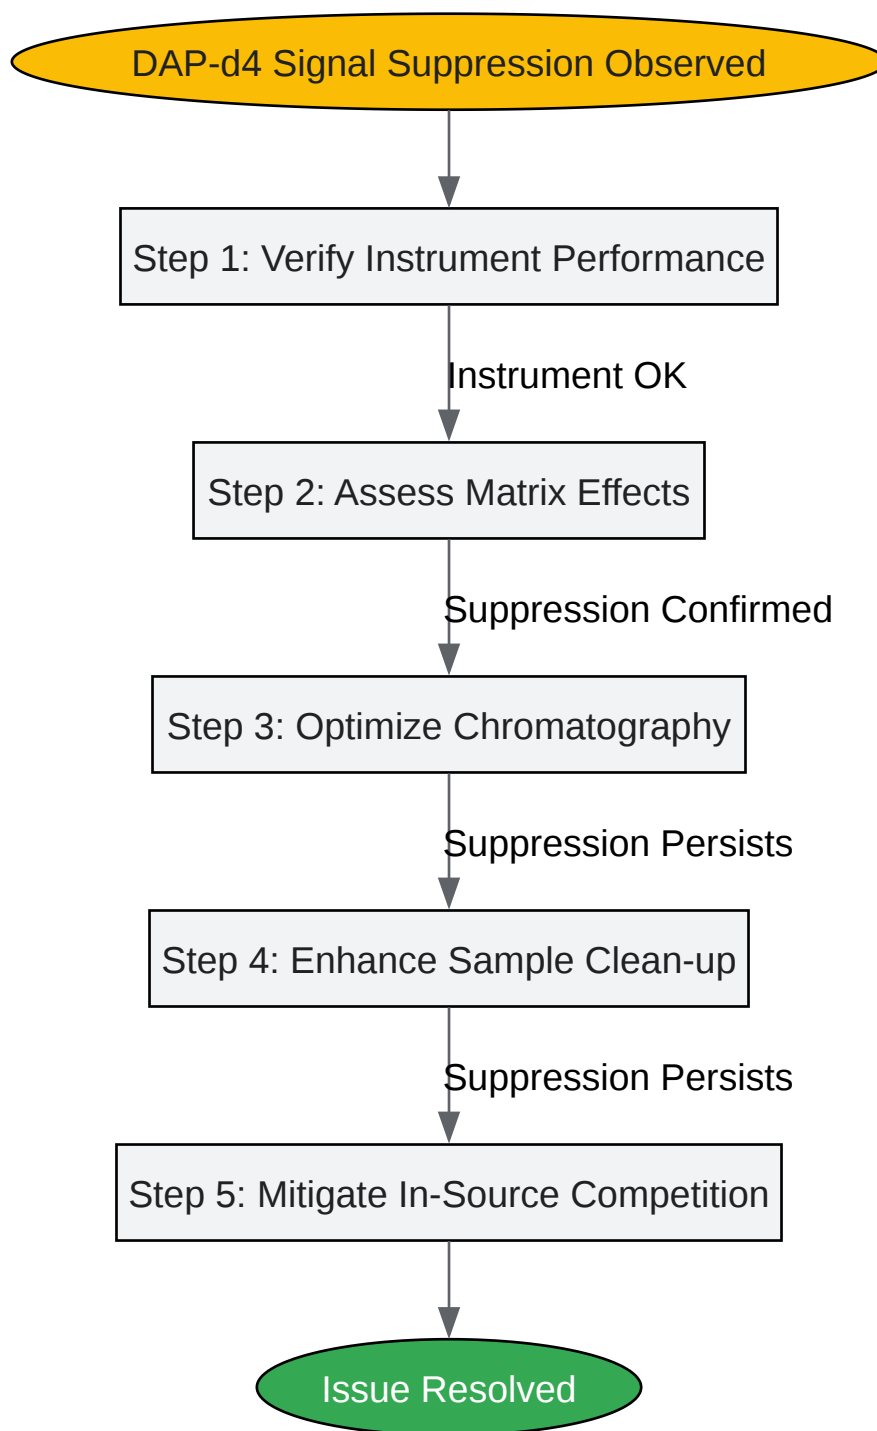 DAP-d4 Signal Suppression Observed
Step 1: Verify Instrument Performance
Instrument OK
Step 2: Assess Matrix Effects
Suppression Confirmed
Step 3: Optimize Chromatography
Suppression Persists
Step 4: Enhance Sample Clean-up
Suppression Persists
Step 5: Mitigate In-Source Competition
Issue Resolved